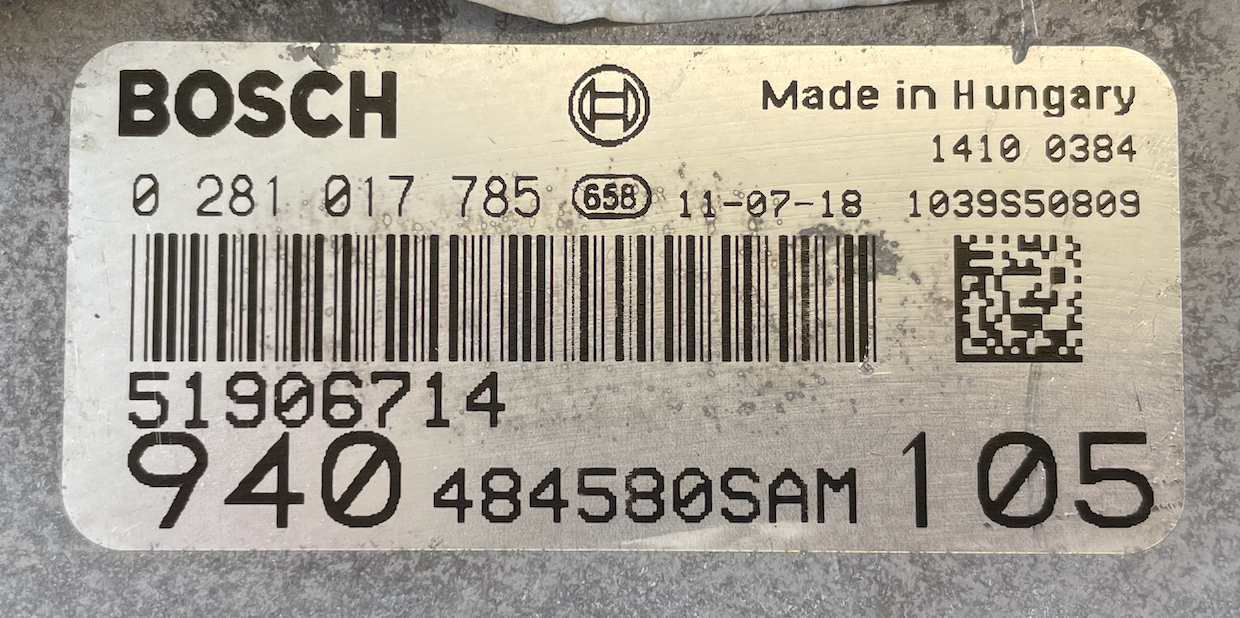 BOSCH
Made in Hungary
1410 0384
0 281 017 785 658 11-07-18 1039S50809
51906714
940 484580SAM 105